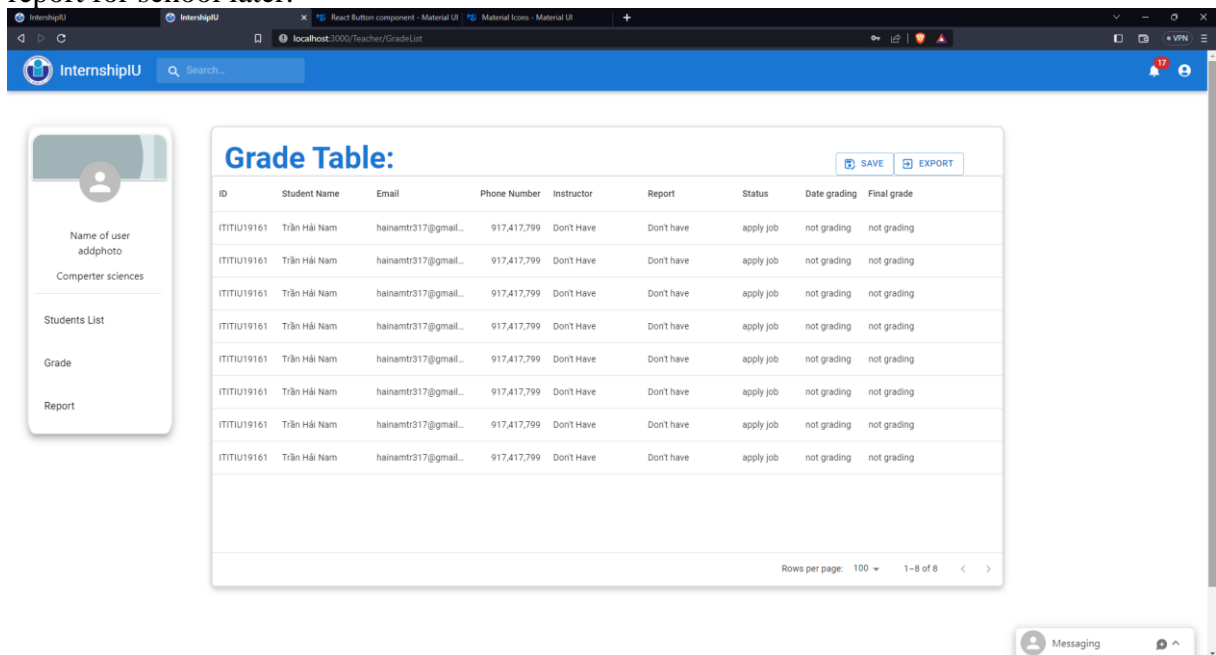 report for school later.
IntershipIU
IntershipIU
React Button component - Material UI
Material Icons - Material UI
localhost:3000/Teacher/GradeList
VPN
InternshipIU
Search...
17
Grade Table:
SAVE
EXPORT
Name of user
addphoto
Comperter sciences
Students List
Grade
Report
ID Student Name Email Phone Number Instructor Report Status Date grading Final grade
ITITIU19161 Trần Hải Nam hainamtr317@gmail... 917,417,799 Don't Have Don't have apply job not grading not grading
ITITIU19161 Trần Hải Nam hainamtr317@gmail... 917,417,799 Don't Have Don't have apply job not grading not grading
ITITIU19161 Trần Hải Nam hainamtr317@gmail... 917,417,799 Don't Have Don't have apply job not grading not grading
ITITIU19161 Trần Hải Nam hainamtr317@gmail... 917,417,799 Don't Have Don't have apply job not grading not grading
ITITIU19161 Trần Hải Nam hainamtr317@gmail... 917,417,799 Don't Have Don't have apply job not grading not grading
ITITIU19161 Trần Hải Nam hainamtr317@gmail... 917,417,799 Don't Have Don't have apply job not grading not grading
ITITIU19161 Trần Hải Nam hainamtr317@gmail... 917,417,799 Don't Have Don't have apply job not grading not grading
ITITIU19161 Trần Hải Nam hainamtr317@gmail... 917,417,799 Don't Have Don't have apply job not grading not grading
Rows per page: 100 1–8 of 8
Messaging